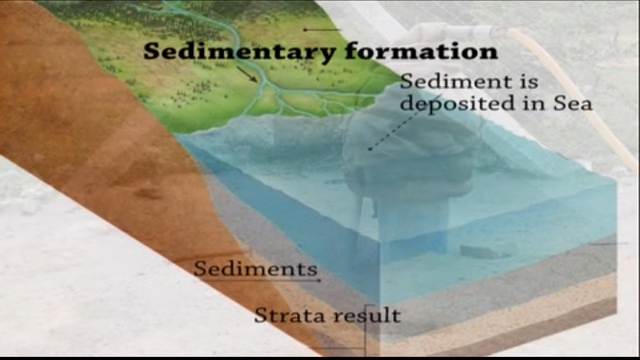 Sedimentary formation
Sediment is
deposited in Sea
Sediments
Strata result